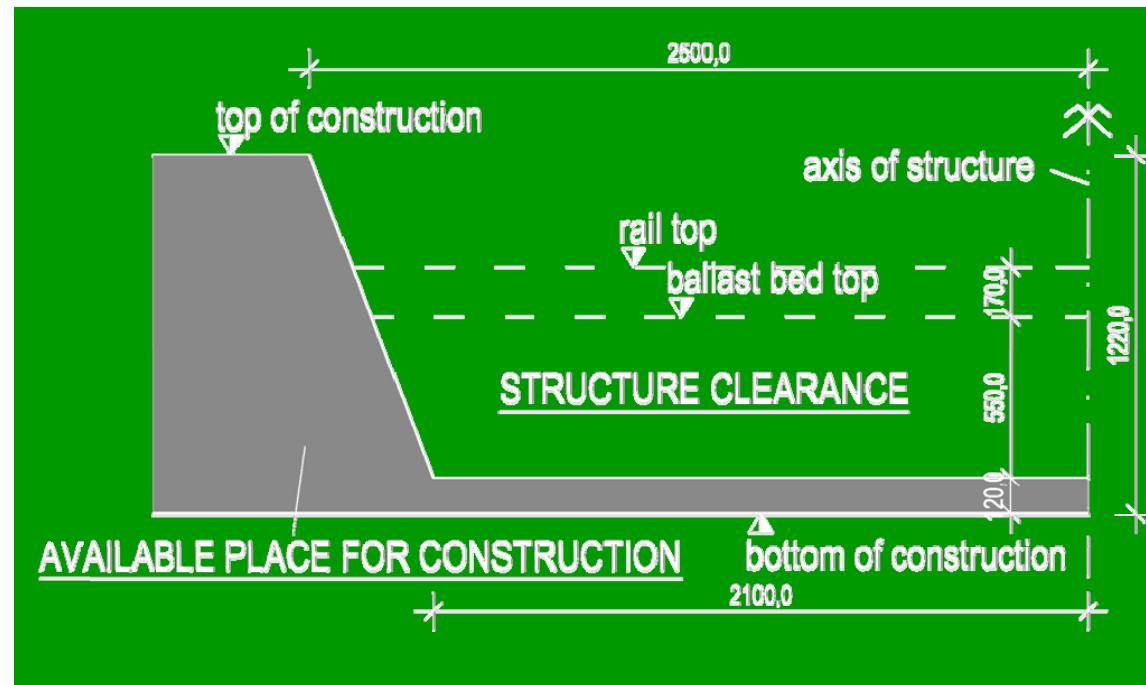 2500,0
top of construction
axis of structure
rail top
ballast bed top
170,0
1220,0
STRUCTURE CLEARANCE
550,0
120,0
AVAILABLE PLACE FOR CONSTRUCTION
bottom of construction
2100,0